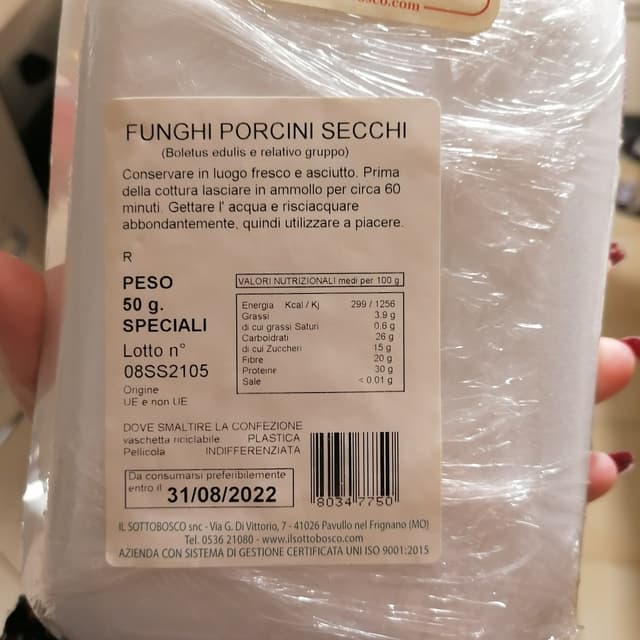 osco.com
FUNGHI PORCINI SECCHI
(Boletus edulis e relativo gruppo)
Conservare in luogo fresco e asciutto. Prima
della cottura lasciare in ammollo per circa 60
minuti. Gettare l' acqua e risciacquare
abbondantemente, quindi utilizzare a piacere.
R
PESO
50 g.
SPECIALI
Lotto n°
08SS2105
Origine
UE e non UE
VALORI NUTRIZIONALI medi per 100 g
Energia Kcal / Kj 299 / 1256
Grassi 3.9 g
di cui grassi Saturi 0.6 g
Carboidrati 26 g
di cui Zuccheri 15 g
Fibre 20 g
Proteine 30 g
Sale < 0.01 g
DOVE SMALTIRE LA CONFEZIONE
vaschetta riciclabile PLASTICA
Pellicola INDIFFERENZIATA
Da consumarsi preferibilmente
entro il 31/08/2022
80347750
IL SOTTOBOSCO snc - Via G. Di Vittorio, 7 - 41026 Pavullo nel Frignano (MO)
Tel. 0536 21080 - www.ilsottobosco.com
AZIENDA CON SISTEMA DI GESTIONE CERTIFICATA UNI ISO 9001:2015